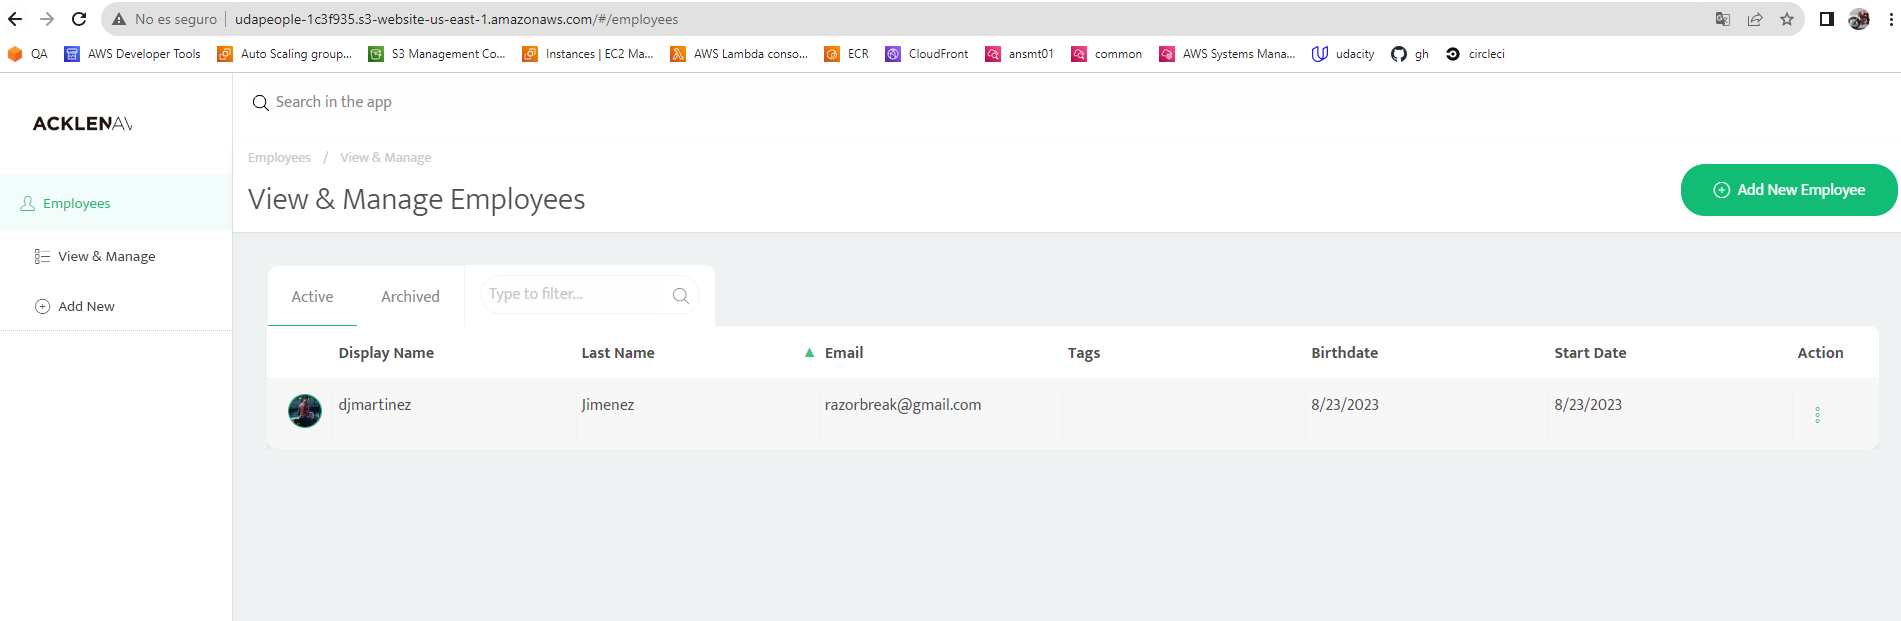 No es seguro | udapeople-1c3f935.s3-website-us-east-1.amazonaws.com/#/employees
QA AWS Developer Tools Auto Scaling group... S3 Management Co... Instances | EC2 Ma... AWS Lambda conso... ECR CloudFront ansmt01 common AWS Systems Mana... udacity gh circleci
ACKLENAV
Search in the app
Employees / View & Manage
View & Manage Employees
Add New Employee
Employees
View & Manage
Add New
Active Archived Type to filter...
Display Name Last Name Email Tags Birthdate Start Date Action
djmartinez Jimenez razorbreak@gmail.com 8/23/2023 8/23/2023